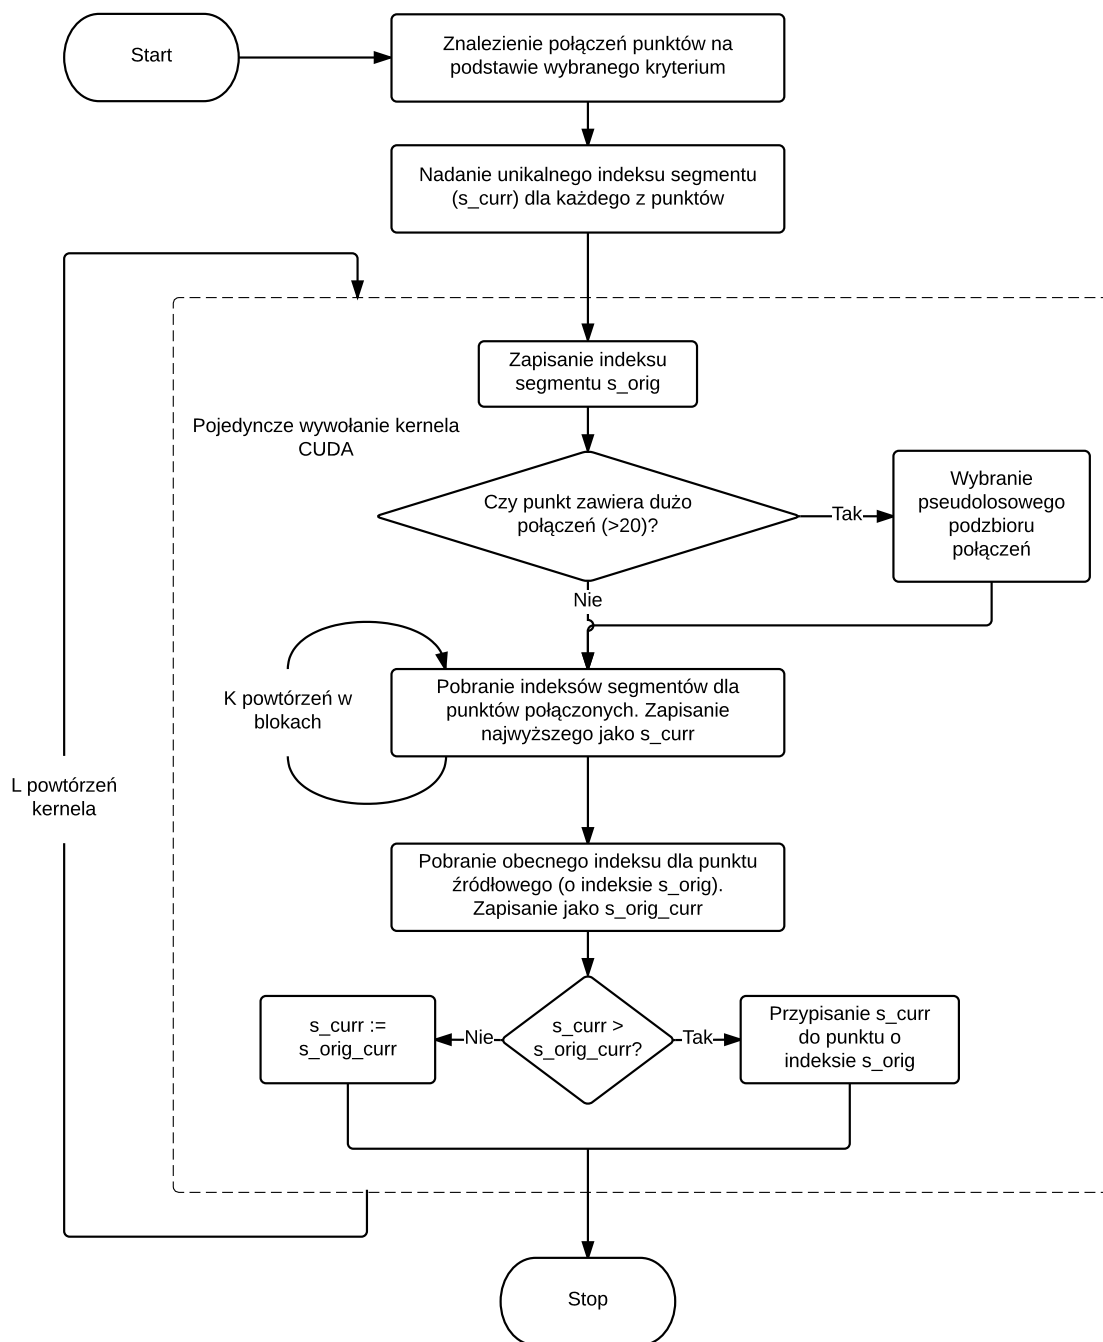 Start
Znalezienie połączeń punktów na
podstawie wybranego kryterium
Nadanie unikalnego indeksu segmentu
(s_curr) dla każdego z punktów
Zapisanie indeksu
segmentu s_orig
Pojedyncze wywołanie kernela
CUDA
Czy punkt zawiera dużo
połączeń (>20)?
Tak
Wybranie
pseudolosowego
podzbioru
połączeń
Nie
K powtórzeń w
blokach
Pobranie indeksów segmentów dla
punktów połączonych. Zapisanie
najwyższego jako s_curr
L powtórzeń
kernela
Pobranie obecnego indeksu dla punktu
źródłowego (o indeksie s_orig).
Zapisanie jako s_orig_curr
s_curr :=
s_orig_curr
Nie
s_curr >
s_orig_curr?
Tak
Przypisanie s_curr
do punktu o
indeksie s_orig
Stop